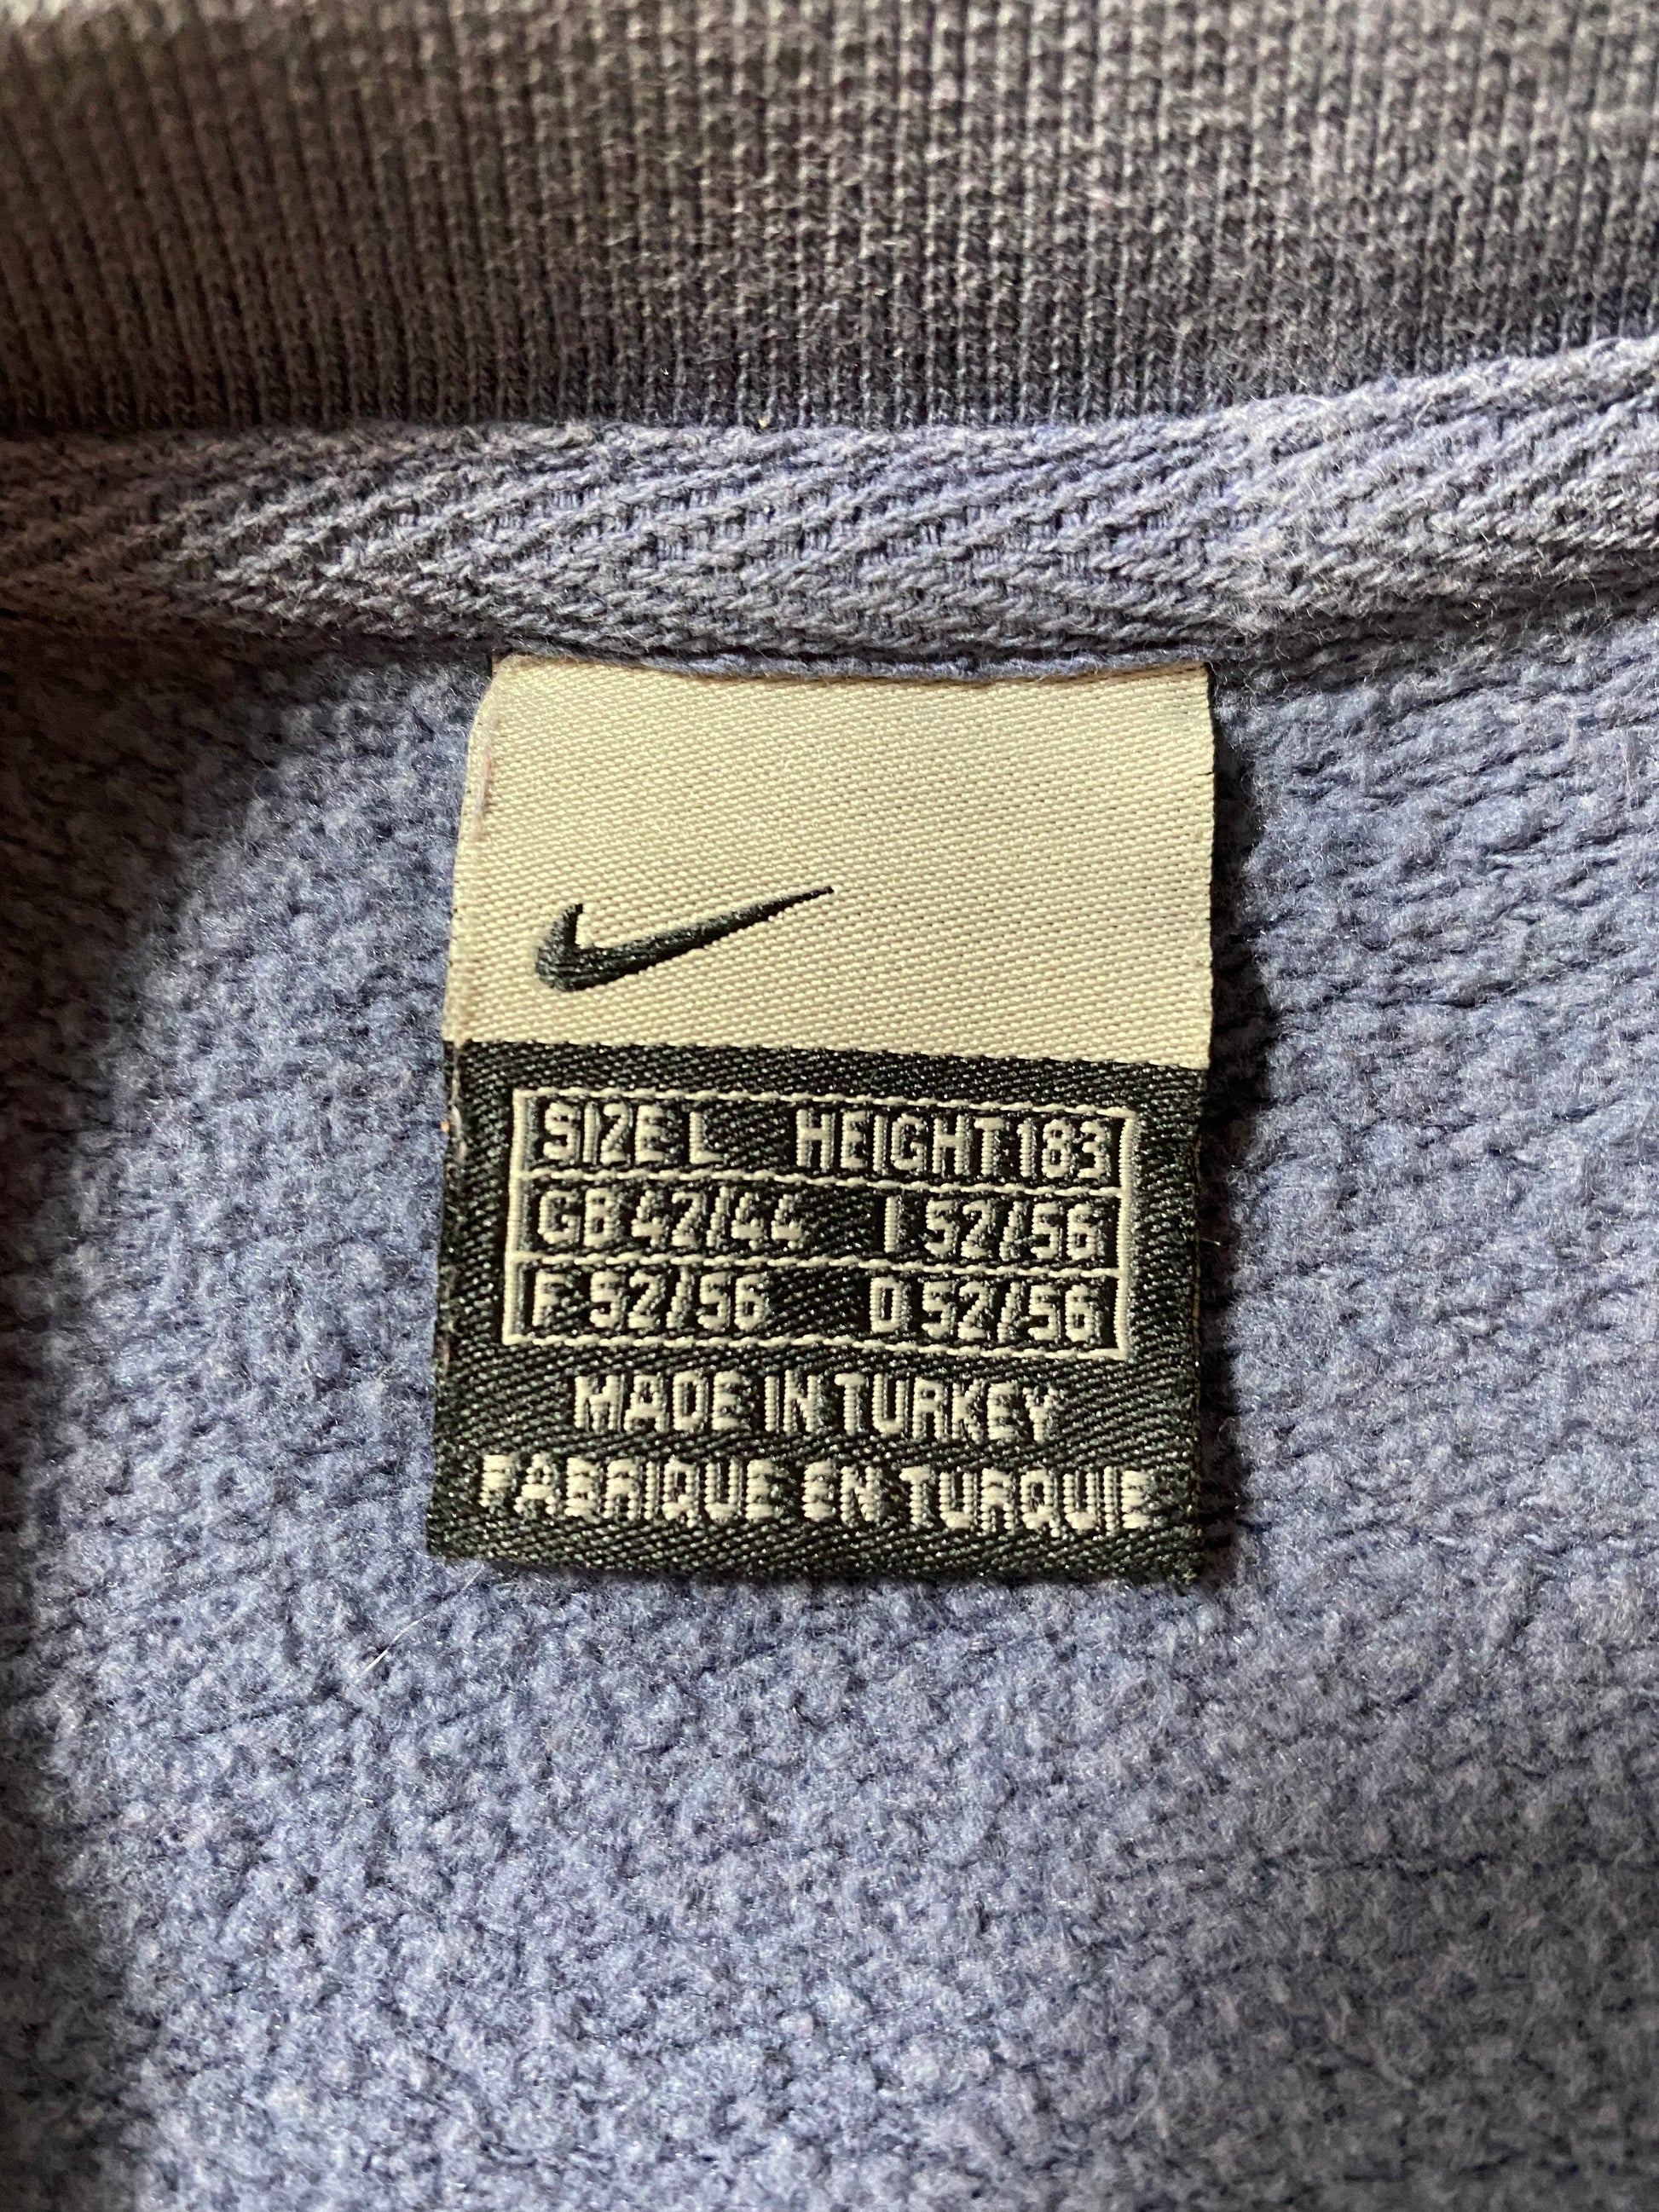 SIZE L HEIGHT 183
GB 42/44 I 52/56
F 52/56 D 52/56
MADE IN TURKEY
FABRIQUE EN TURQUIE